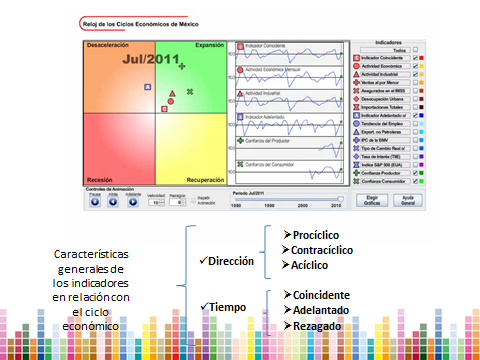 Reloj de los Ciclos Económicos de México
Desaceleración
Expansión
Jul/2011
Recesión
Recuperación
Indicador Coincidente
Actividad Económica Mensual
Actividad Industrial
Indicador Adelantado
Confianza del Productor
Confianza del Consumidor
Indicadores
Todos
Indicador Coincidente
Actividad Económica
Actividad Industrial
Ventas al por Menor
Asegurados en el IMSS
Desocupación Urbana
Importaciones Totales
Indicador Adelantado
Tendencia del Empleo
Export. no Petroleras
IPC de la BMV
Tipo de Cambio Real
Tasa de Interés (TIIE)
Indice S&P 500 (EUA)
Confianza Productor
Confianza Consumidor
Controles de Animación
Pausa
Atrás
Adelante
Velocidad
Rezagos
Repetir
Animación
Periodo Jul/2011
1980
1990
2000
2010
Elegir
Gráficas
Ayuda
General
Características
generales de
los indicadores
en relación con
el ciclo
económico
✓Dirección
➢Procíclico
➢Contracíclico
➢Acíclico
✓Tiempo
➢Coincidente
➢Adelantado
➢Rezagado